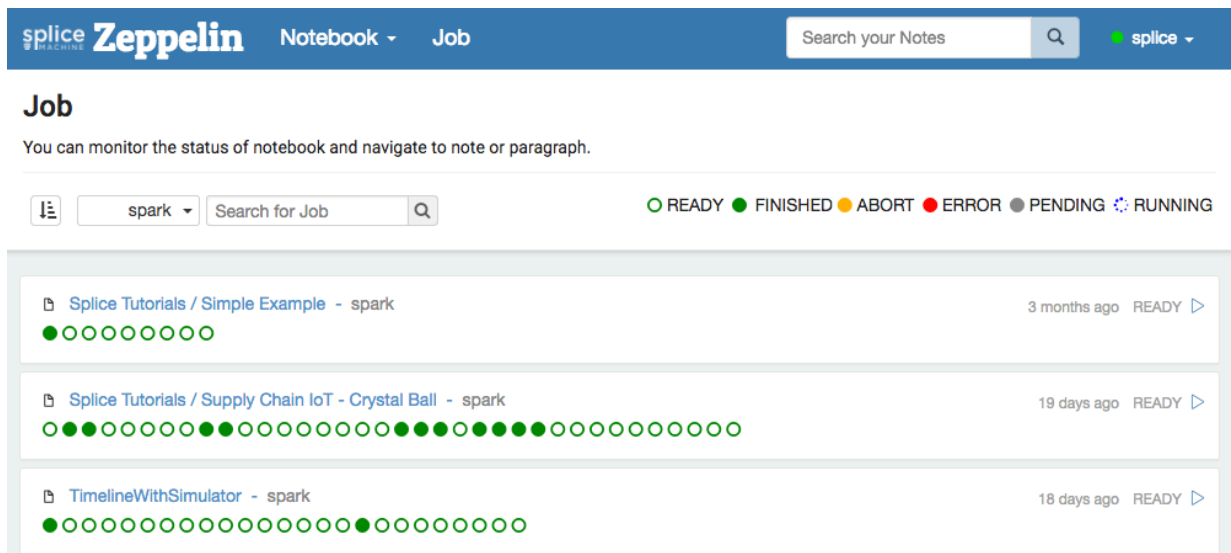 splice MACHINE Zeppelin Notebook Job Search your Notes splice
Job
You can monitor the status of notebook and navigate to note or paragraph.
spark Search for Job READY FINISHED ABORT ERROR PENDING RUNNING
Splice Tutorials / Simple Example - spark 3 months ago READY
Splice Tutorials / Supply Chain IoT - Crystal Ball - spark 19 days ago READY
TimelineWithSimulator - spark 18 days ago READY